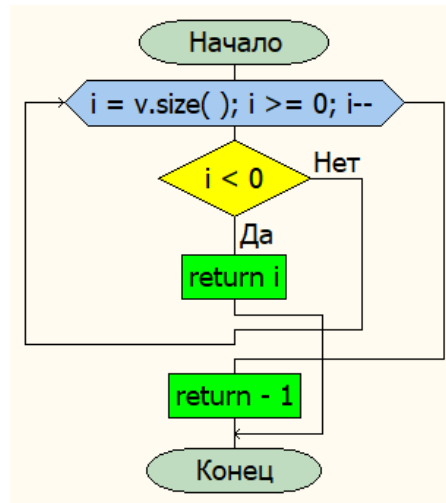 Начало
i = v.size( ); i >= 0; i--
i < 0
Нет
Да
return i
return - 1
Конец